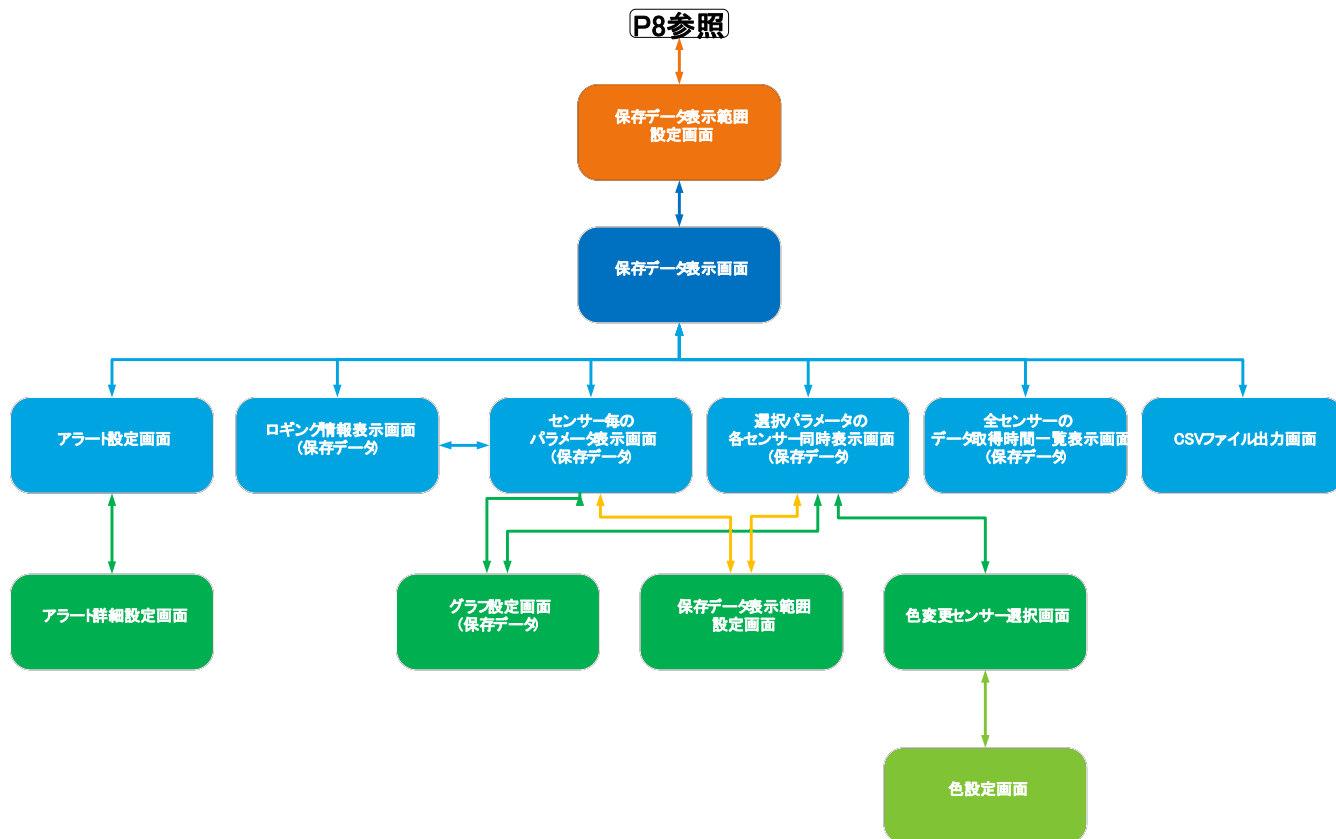 P8参照
保存データ表示範囲
設定画面
保存データ表示画面
アラート設定画面
ロギング情報表示画面
(保存データ)
センサー毎の
パラメータ表示画面
(保存データ)
選択パラメータの
各センサー同時表示画面
(保存データ)
全センサーの
データ取得時間一覧表示画面
(保存データ)
CSVファイル出力画面
アラート詳細設定画面
グラフ設定画面
(保存データ)
保存データ表示範囲
設定画面
色変更センサー選択画面
色設定画面